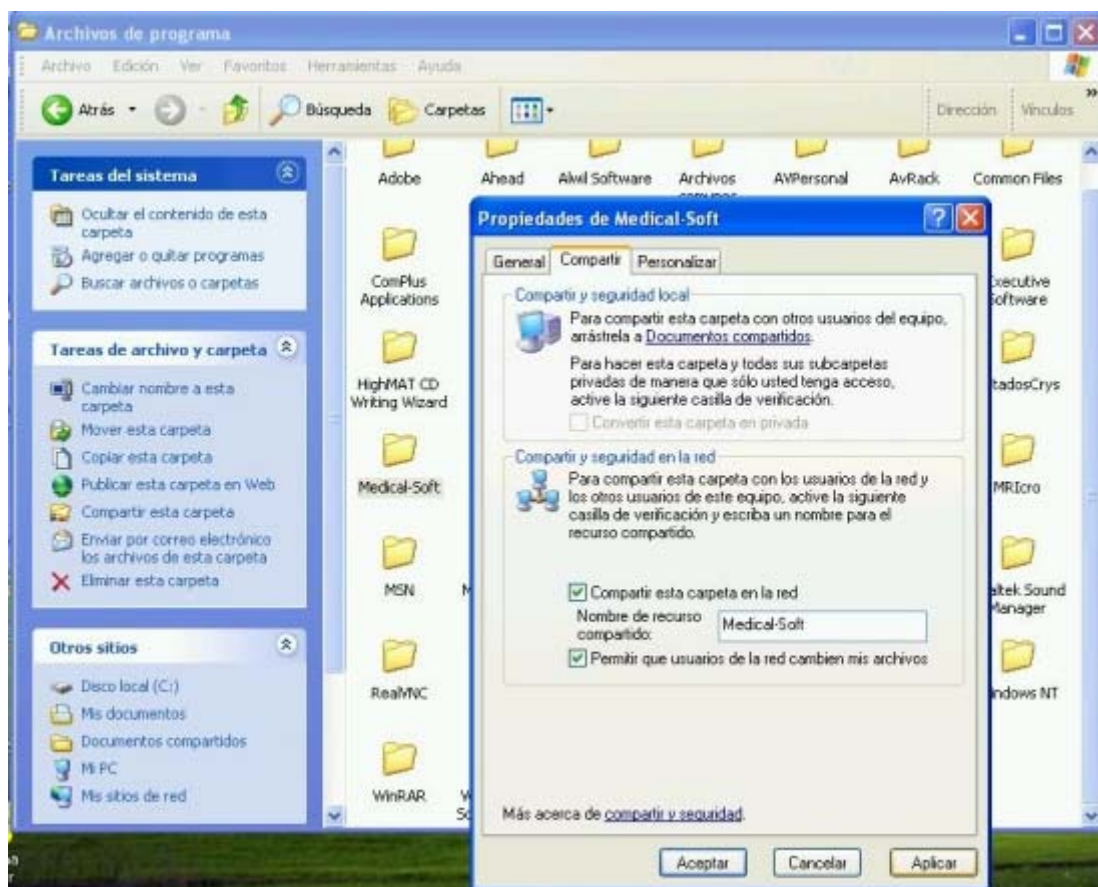 Archivos de programa
Archivo Edición Ver Favoritos Herramientas Ayuda
Atrás Búsqueda Carpetas Dirección Vínculos »
Tareas del sistema
Ocultar el contenido de esta
carpeta
Agregar o quitar programas
Buscar archivos o carpetas
Tareas de archivo y carpeta
Cambiar nombre a esta
carpeta
Mover esta carpeta
Copiar esta carpeta
Publicar esta carpeta en Web
Compartir esta carpeta
Enviar por correo electrónico
los archivos de esta carpeta
Eliminar esta carpeta
Otros sitios
Disco local (C:)
Mis documentos
Documentos compartidos
Mi PC
Mis sitios de red
Adobe Ahead Alwil Software Archivos AVPersonal AvRack Common Files
ComPlus
Applications
HighMAT CD
Writing Wizard
Medical-Soft
MSN
RealVNC
WinRAR
Propiedades de Medical-Soft
General Compartir Personalizar
Compartir y seguridad local
Para compartir esta carpeta con otros usuarios del equipo,
arrástrela a Documentos compartidos.
Para hacer esta carpeta y todas sus subcarpetas
privadas de manera que sólo usted tenga acceso,
active la siguiente casilla de verificación.
Convertir esta carpeta en privada
Compartir y seguridad en la red
Para compartir esta carpeta con los usuarios de la red y
los otros usuarios de este equipo, active la siguiente
casilla de verificación y escriba un nombre para el
recurso compartido.
Compartir esta carpeta en la red
Nombre de recurso
compartido:
Medical-Soft
Permitir que usuarios de la red cambien mis archivos
Más acerca de compartir y seguridad.
Aceptar Cancelar Aplicar
Software
tadosCrys
MRIcro
Sound
Manager
NT